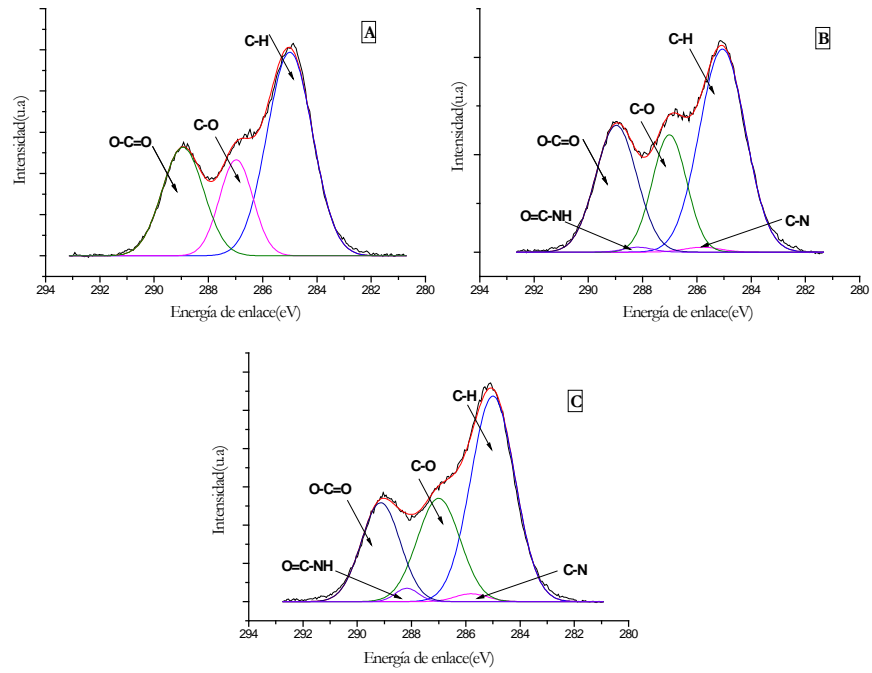 A
C-H
C-O
O-C=O
Intensidad(u.a)
294 292 290 288 286 284 282 280
Energía de enlace(eV)
B
C-H
C-O
O-C=O
O=C-NH
C-N
Intensidad(u.a)
294 292 290 288 286 284 282 280
Energía de enlace(eV)
C
C-H
C-O
O-C=O
O=C-NH
C-N
Intensidad(u.a)
294 292 290 288 286 284 282 280
Energía de enlace(eV)